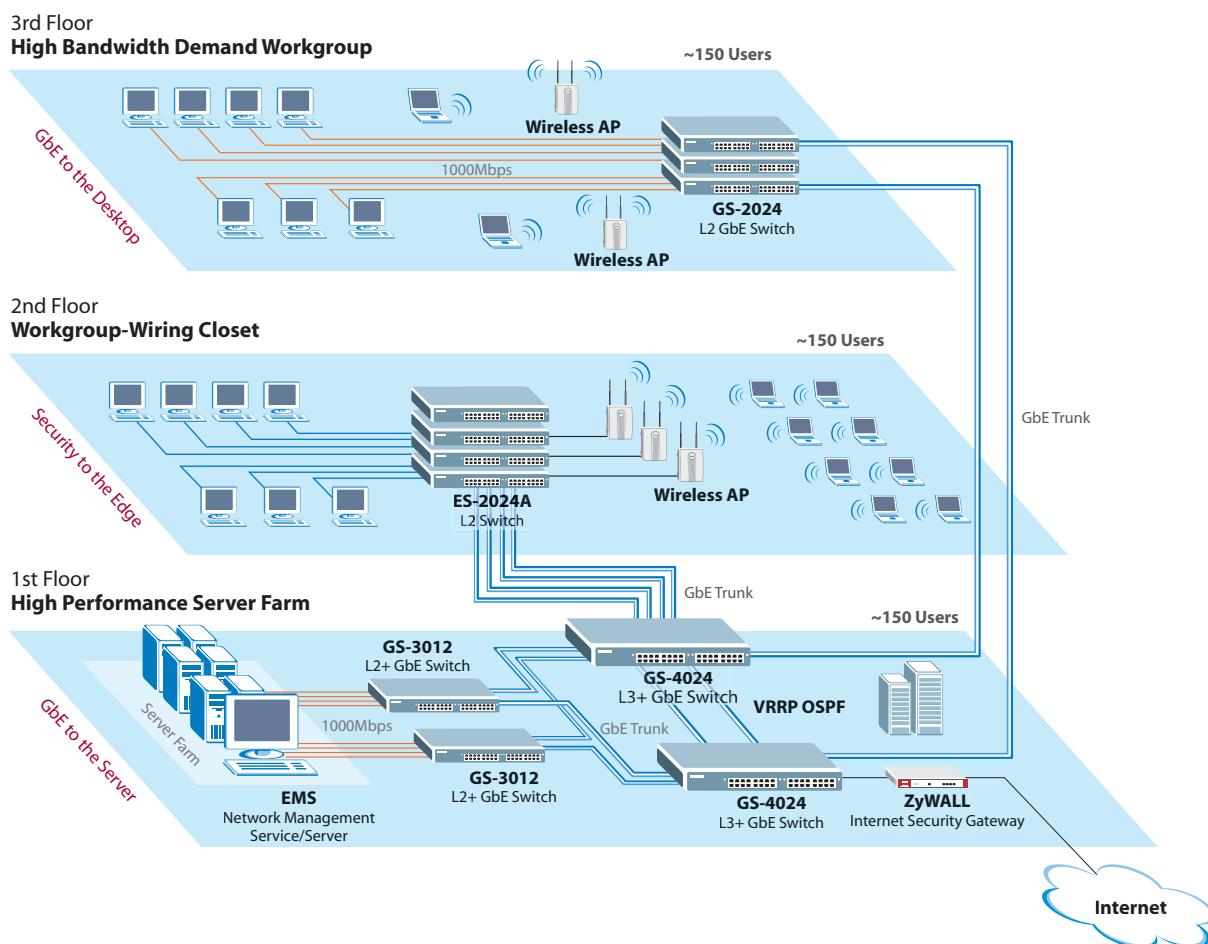 3rd Floor
High Bandwidth Demand Workgroup
~150 Users
Wireless AP
GbE to the Desktop
1000Mbps
GS-2024
L2 GbE Switch
Wireless AP
2nd Floor
Workgroup-Wiring Closet
~150 Users
GbE Trunk
Security to the Edge
Wireless AP
ES-2024A
L2 Switch
1st Floor
High Performance Server Farm
GbE Trunk
~150 Users
GS-3012
L2+ GbE Switch
GS-4024
L3+ GbE Switch
VRRP OSPF
GbE to the Server
Server Farm
1000Mbps
GbE Trunk
GS-3012
L2+ GbE Switch
EMS
Network Management
Service/Server
GS-4024
L3+ GbE Switch
ZyWALL
Internet Security Gateway
Internet